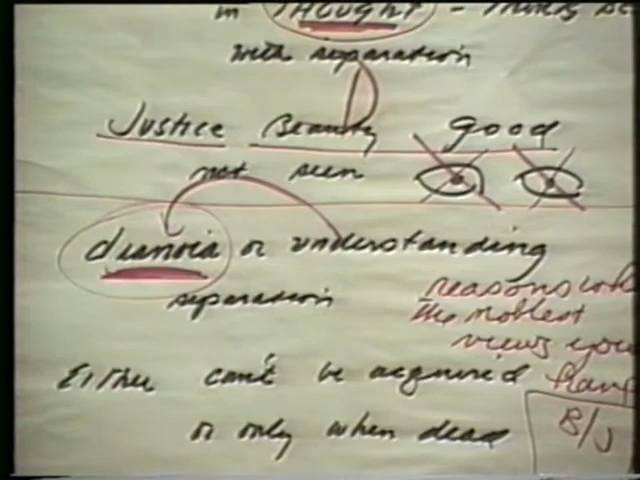 in THOUGHT -
with separation
Justice Beauty good
not seen
dianoia or understanding
separation
reasons
the noblest
views you
Either can't be acquired
or only when dead
B/J